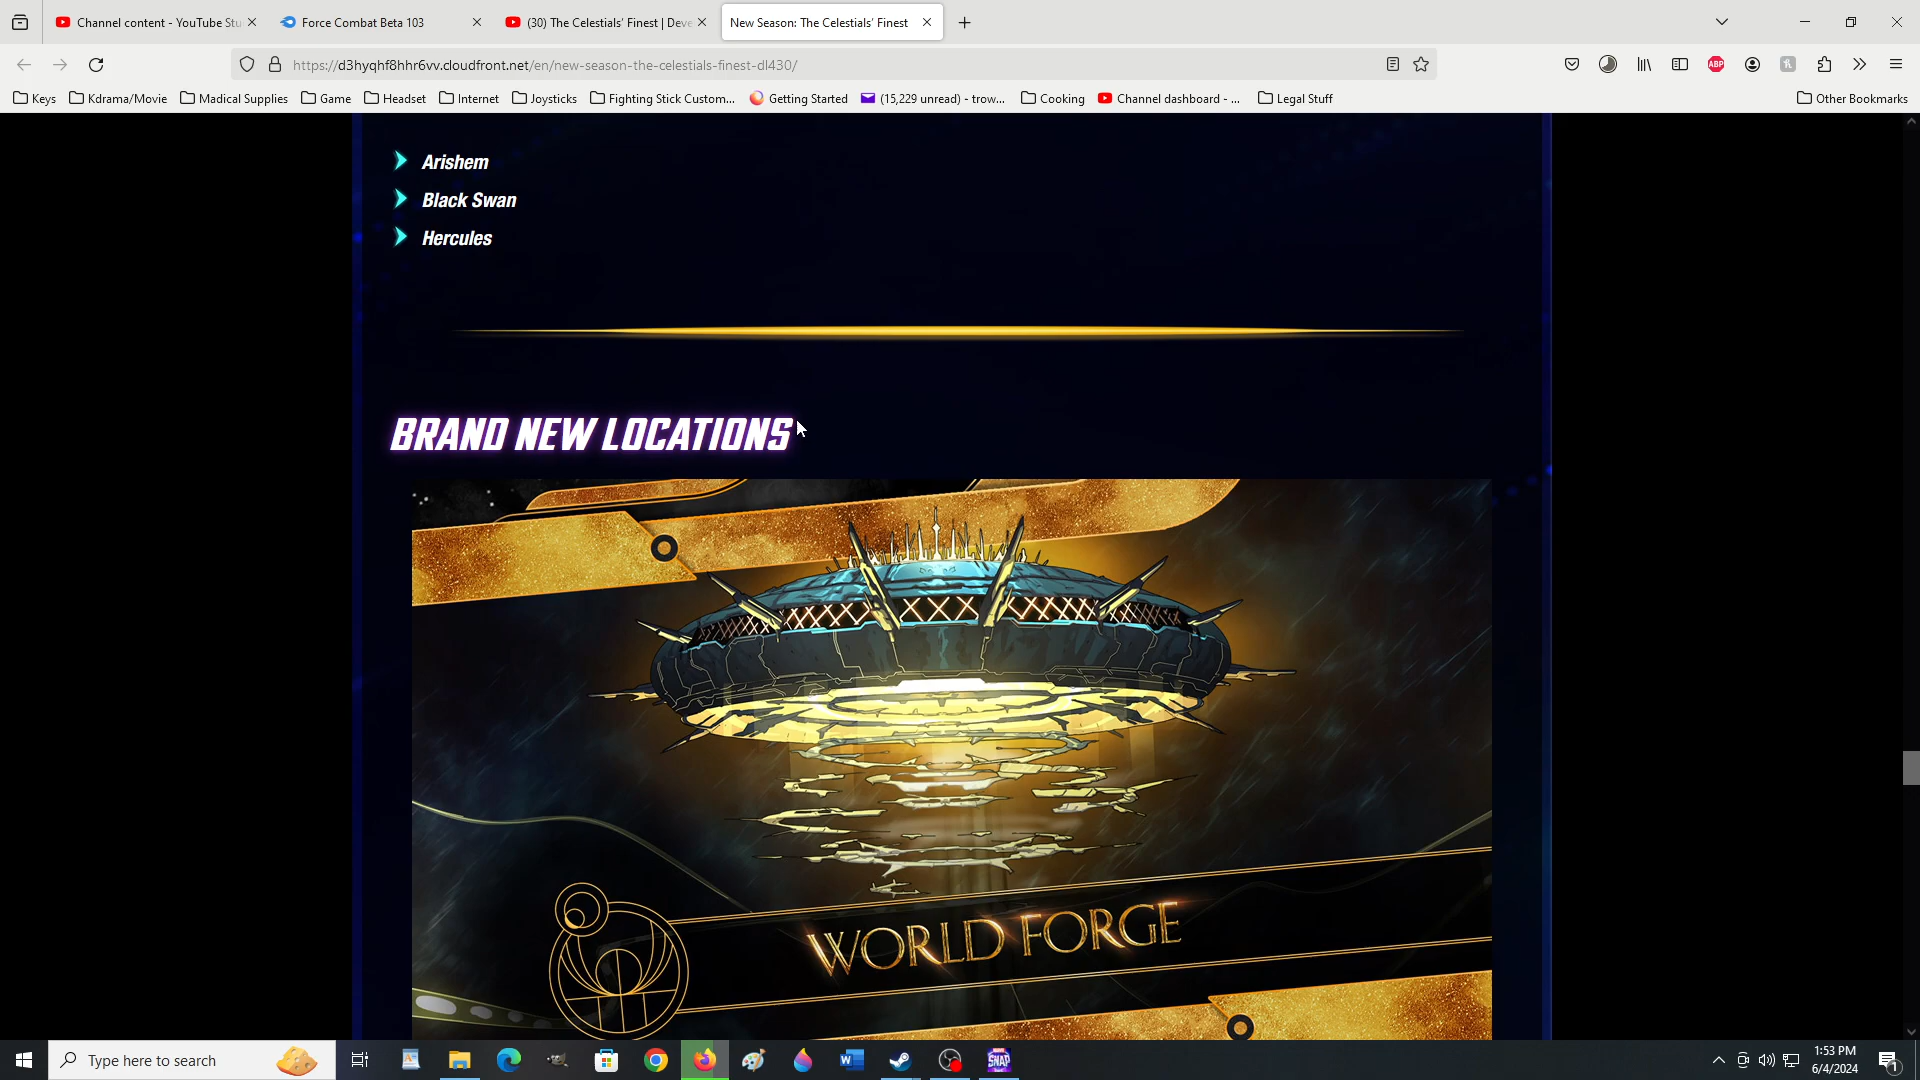 Channel content - YouTube Stu
Force Combat Beta 103
(30) The Celestials' Finest | Deve
New Season: The Celestials' Finest
https://d3hyqhf8hhr6vv.cloudfront.net/en/new-season-the-celestials-finest-dl430/
ABP
Keys
Kdrama/Movie
Madical Supplies
Game
Headset
Internet
Joysticks
Fighting Stick Custom...
Getting Started
(15,229 unread) - trow...
Cooking
Channel dashboard - ...
Legal Stuff
Other Bookmarks
Arishem
Black Swan
Hercules
BRAND NEW LOCATIONS
WORLD FORGE
Type here to search
SNAP
1:53 PM
6/4/2024
1